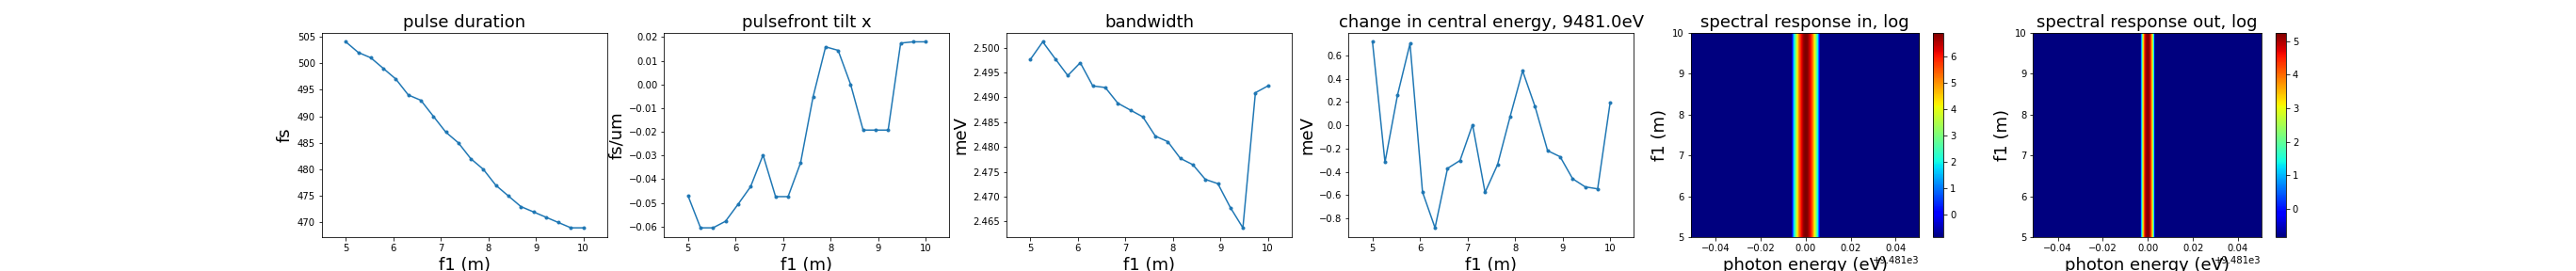 pulse duration
505
500
495
490
485
480
475
470
fs
5 6 7 8 9 10
f1 (m)
pulsefront tilt x
0.02
0.01
0.00
−0.01
−0.02
−0.03
−0.04
−0.05
−0.06
fs/um
5 6 7 8 9 10
f1 (m)
bandwidth
2.500
2.495
2.490
2.485
2.480
2.475
2.470
2.465
meV
5 6 7 8 9 10
f1 (m)
change in central energy, 9481.0eV
0.6
0.4
0.2
0.0
−0.2
−0.4
−0.6
−0.8
meV
5 6 7 8 9 10
f1 (m)
spectral response in, log
10
9
8
7
6
5
f1 (m)
−0.04 −0.02 0.00 0.02 0.04
+9.481e3
photon energy (eV)
6
5
4
3
2
1
0
spectral response out, log
10
9
8
7
6
5
f1 (m)
−0.04 −0.02 0.00 0.02 0.04
+9.481e3
photon energy (eV)
5
4
3
2
1
0